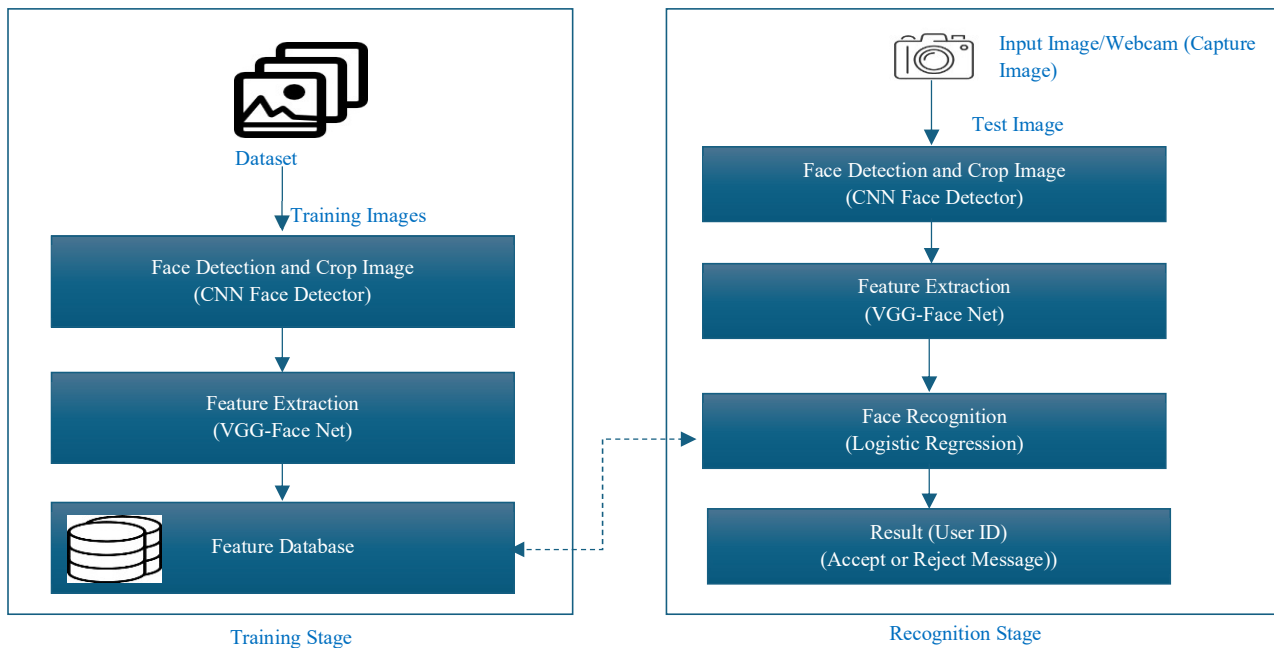 Dataset
Training Images
Face Detection and Crop Image
(CNN Face Detector)
Feature Extraction
(VGG-Face Net)
Feature Database
Training Stage
Input Image/Webcam (Capture
Image)
Test Image
Face Detection and Crop Image
(CNN Face Detector)
Feature Extraction
(VGG-Face Net)
Face Recognition
(Logistic Regression)
Result (User ID)
(Accept or Reject Message))
Recognition Stage